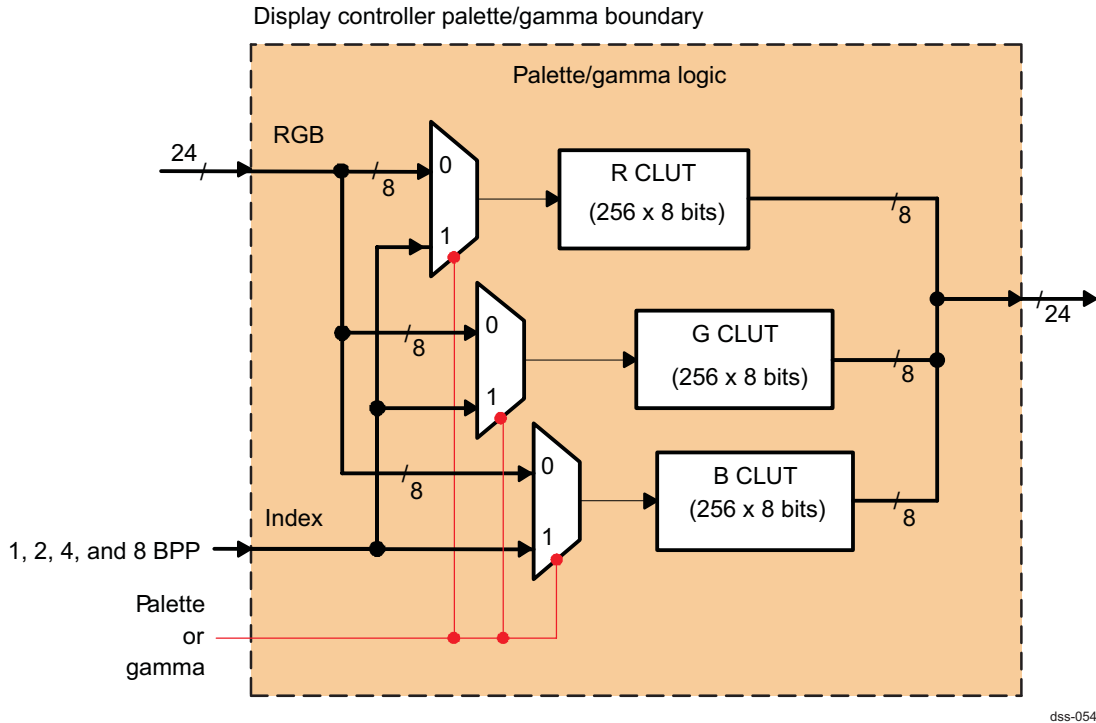 Display controller palette/gamma boundary
Palette/gamma logic
RGB
24
8
0
1
R CLUT
(256 x 8 bits)
8
0
8
1
G CLUT
(256 x 8 bits)
8
24
0
8
1
B CLUT
(256 x 8 bits)
8
Index
1, 2, 4, and 8 BPP
Palette
or
gamma
dss-054